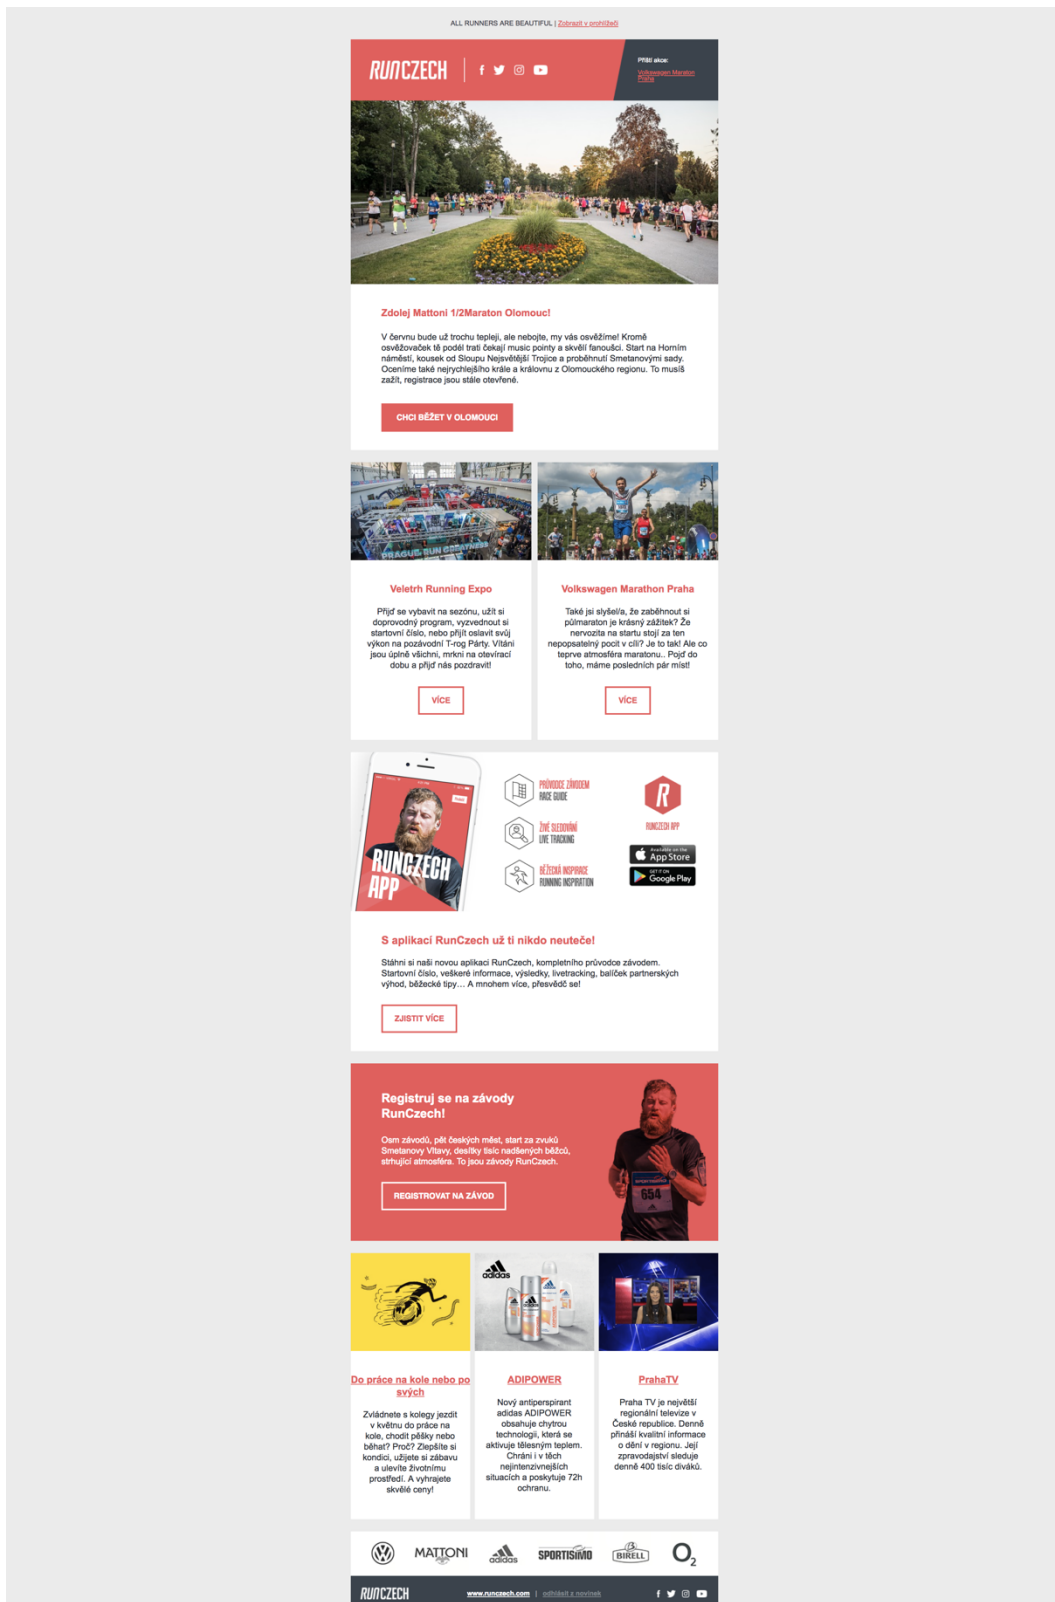 ALL RUNNERS ARE BEAUTIFUL | Zobrazit v prohlížeči
RUNCZECH
Příští akce:
Volkswagen Maraton
Praha
Zdolej Mattoni 1/2Maraton Olomouc!
V červnu bude už trochu tepleji, ale nebojte, my vás osvěžíme! Kromě
osvěžovaček tě podél trati čekají music pointy a skvělí fanoušci. Start na Horním
náměstí, kousek od Sloupu Nejsvětější Trojice a proběhnutí Smetanovými sady.
Oceníme také nejrychlejšího krále a královnu z Olomouckého regionu. To musíš
zažít, registrace jsou stále otevřené.
CHCI BĚŽET V OLOMOUCI
PRAGUE RUN GREATNESS
Veletrh Running Expo
Přijď se vybavit na sezónu, užít si
doprovodný program, vyzvednout si
startovní číslo, nebo přijít oslavit svůj
výkon na pozávodní T-rog Párty. Vítáni
jsou úplně všichni, mrkni na otevírací
dobu a přijď nás pozdravit!
VÍCE
Volkswagen Marathon Praha
Také jsi slyšel/a, že zaběhnout si
půlmaraton je krásný zážitek? Že
nervozita na startu stojí za ten
nepopsatelný pocit v cíli? Je to tak! Ale co
teprve atmosféra maratonu.. Pojď do
toho, máme posledních pár míst!
VÍCE
RUNCZECH
APP
PRŮVODCE ZÁVODEM
RACE GUIDE
ŽIVÉ SLEDOVÁNÍ
LIVE TRACKING
BĚŽECKÁ INSPIRACE
RUNNING INSPIRATION
R
RUNCZECH APP
Available on the
App Store
GET IT ON
Google Play
S aplikací RunCzech už ti nikdo neuteče!
Stáhni si naši novou aplikaci RunCzech, kompletního průvodce závodem.
Startovní číslo, veškeré informace, výsledky, livetracking, balíček partnerských
výhod, běžecké tipy… A mnohem více, přesvědč se!
ZJISTIT VÍCE
Registruj se na závody
RunCzech!
Osm závodů, pět českých měst, start za zvuků
Smetanovy Vltavy, desítky tisíc nadšených běžců,
strhující atmosféra. To jsou závody RunCzech.
REGISTROVAT NA ZÁVOD
SPORTISIMO
654
adidas
Do práce na kole nebo po
svých
Zvládnete s kolegy jezdit
v květnu do práce na
kole, chodit pěšky nebo
běhat? Proč? Zlepšíte si
kondici, užijete si zábavu
a ulevíte životnímu
prostředí. A vyhrajete
skvělé ceny!
ADIPOWER
Nový antiperspirant
adidas ADIPOWER
obsahuje chytrou
technologii, která se
aktivuje tělesným teplem.
Chrání i v těch
nejintenzivnějších
situacích a poskytuje 72h
ochranu.
PrahaTV
Praha TV je největší
regionální televize v
České republice. Denně
přináší kvalitní informace
o dění v regionu. Její
zpravodajství sleduje
denně 400 tisíc diváků.
MATTONI
adidas
SPORTISIMO
BIRELL
O2
RUNCZECH
www.runczech.com | odhlásit z novinek